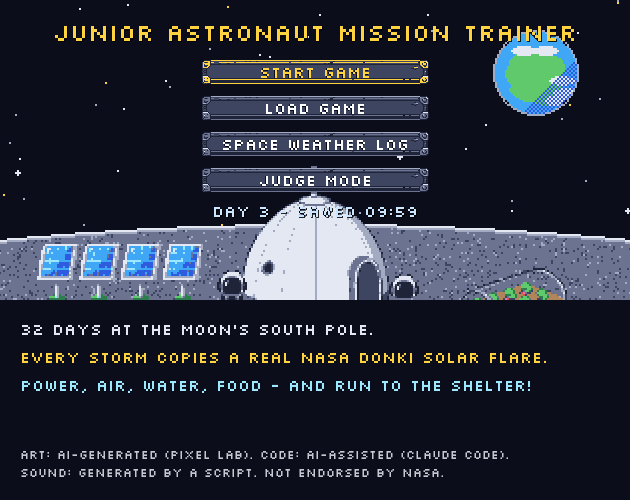 JUNIOR ASTRONAUT MISSION TRAINER
START GAME
LOAD GAME
SPACE WEATHER LOG
JUDGE MODE
DAY 3 - SAVED 09:59
32 DAYS AT THE MOON'S SOUTH POLE.
EVERY STORM COPIES A REAL NASA DONKI SOLAR FLARE.
POWER, AIR, WATER, FOOD - AND RUN TO THE SHELTER!
ART: AI-GENERATED (PIXEL LAB). CODE: AI-ASSISTED (CLAUDE CODE).
SOUND: GENERATED BY A SCRIPT. NOT ENDORSED BY NASA.